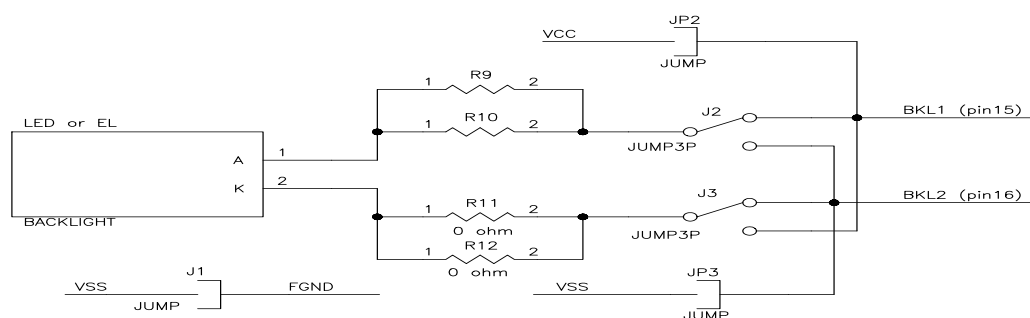 JP2
VCC
JUMP
1 R9 2
LED or EL
1 R10 2
J2
BKL1 (pin15)
JUMP3P
A 1
K 2
J3
BKL2 (pin16)
1 R11 2
BACKLIGHT
0 ohm
JUMP3P
1 R12 2
0 ohm
J1
JP3
VSS
FGND
VSS
JUMP
JUMP